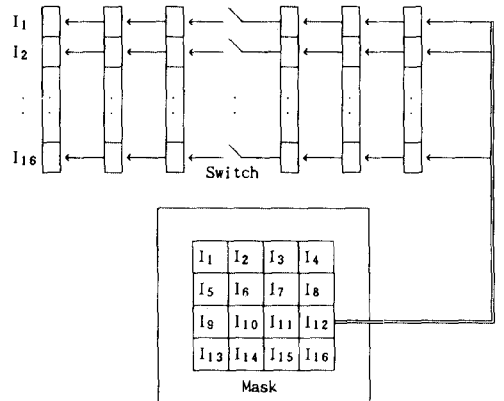 I1
I2
I16
Switch
I1 I2 I3 I4
I5 I6 I7 I8
I9 I10 I11 I12
I13 I14 I15 I16
Mask